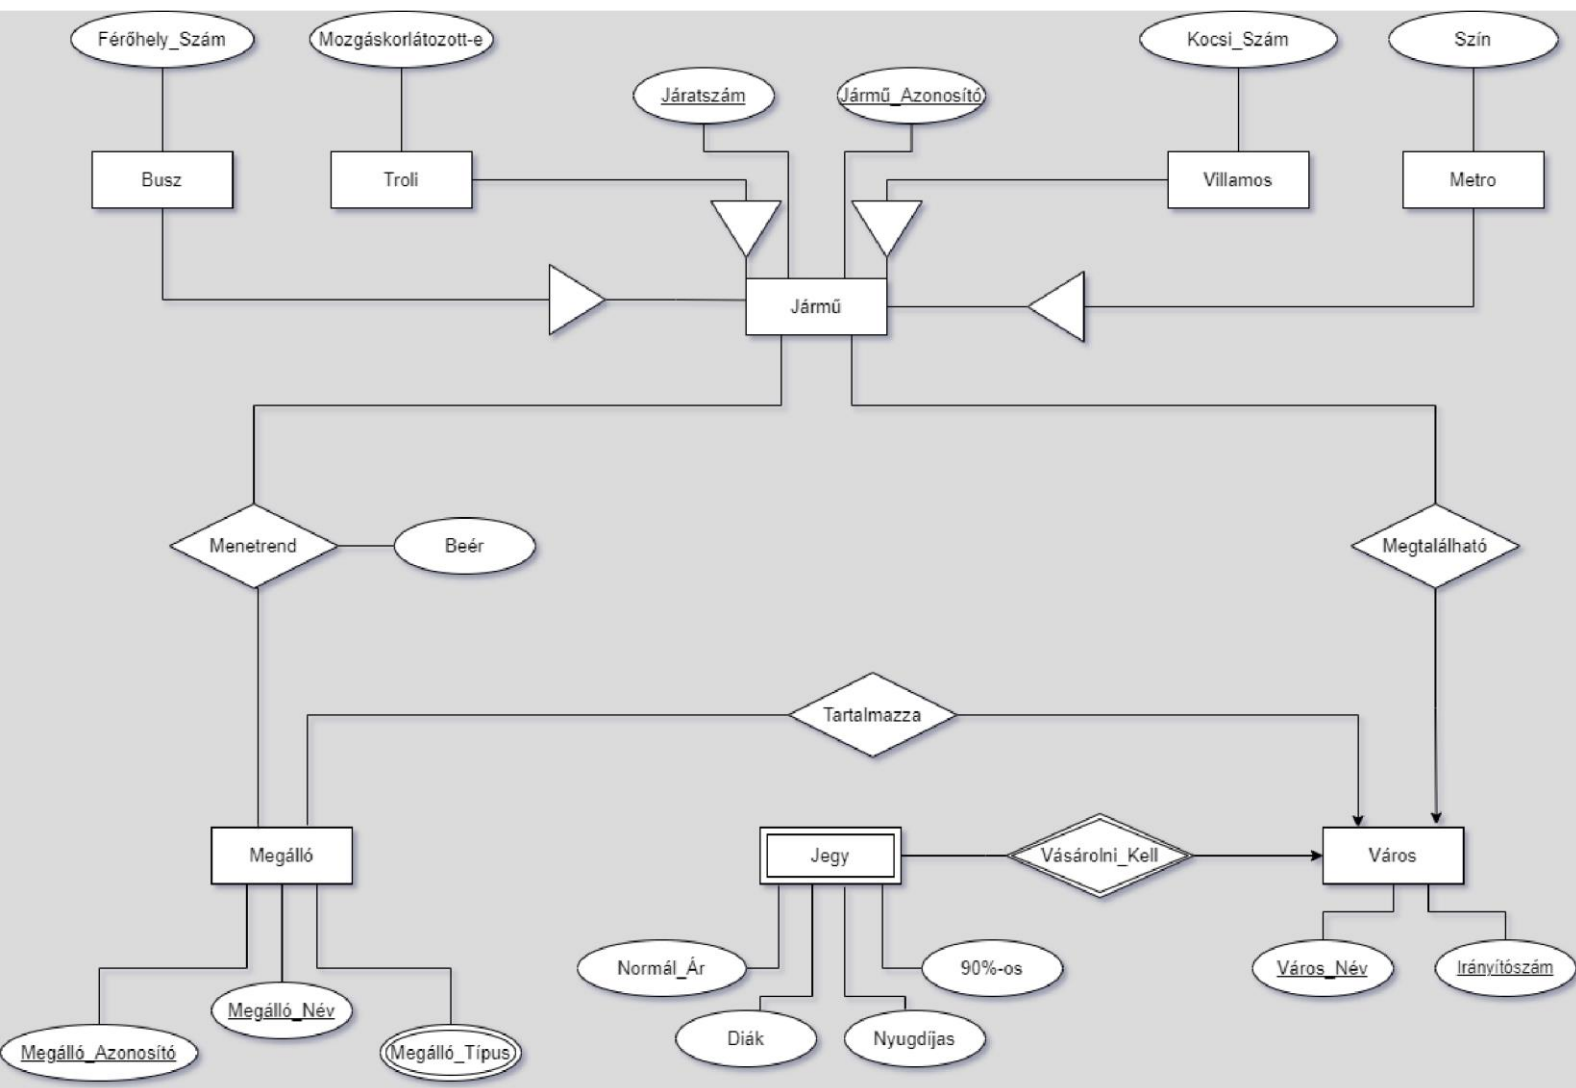 Férőhely_Szám
Mozgáskorlátozott-e
Kocsi_Szám
Szín
Járatszám
Jármű_Azonosító
Busz
Troli
Villamos
Metro
Jármű
Menetrend
Beér
Megtalálható
Tartalmazza
Megálló
Jegy
Vásárolni_Kell
Város
Normál_Ár
90%-os
Város_Név
Irányítószám
Megálló_Név
Diák
Nyugdíjas
Megálló_Azonosító
Megálló_Típus